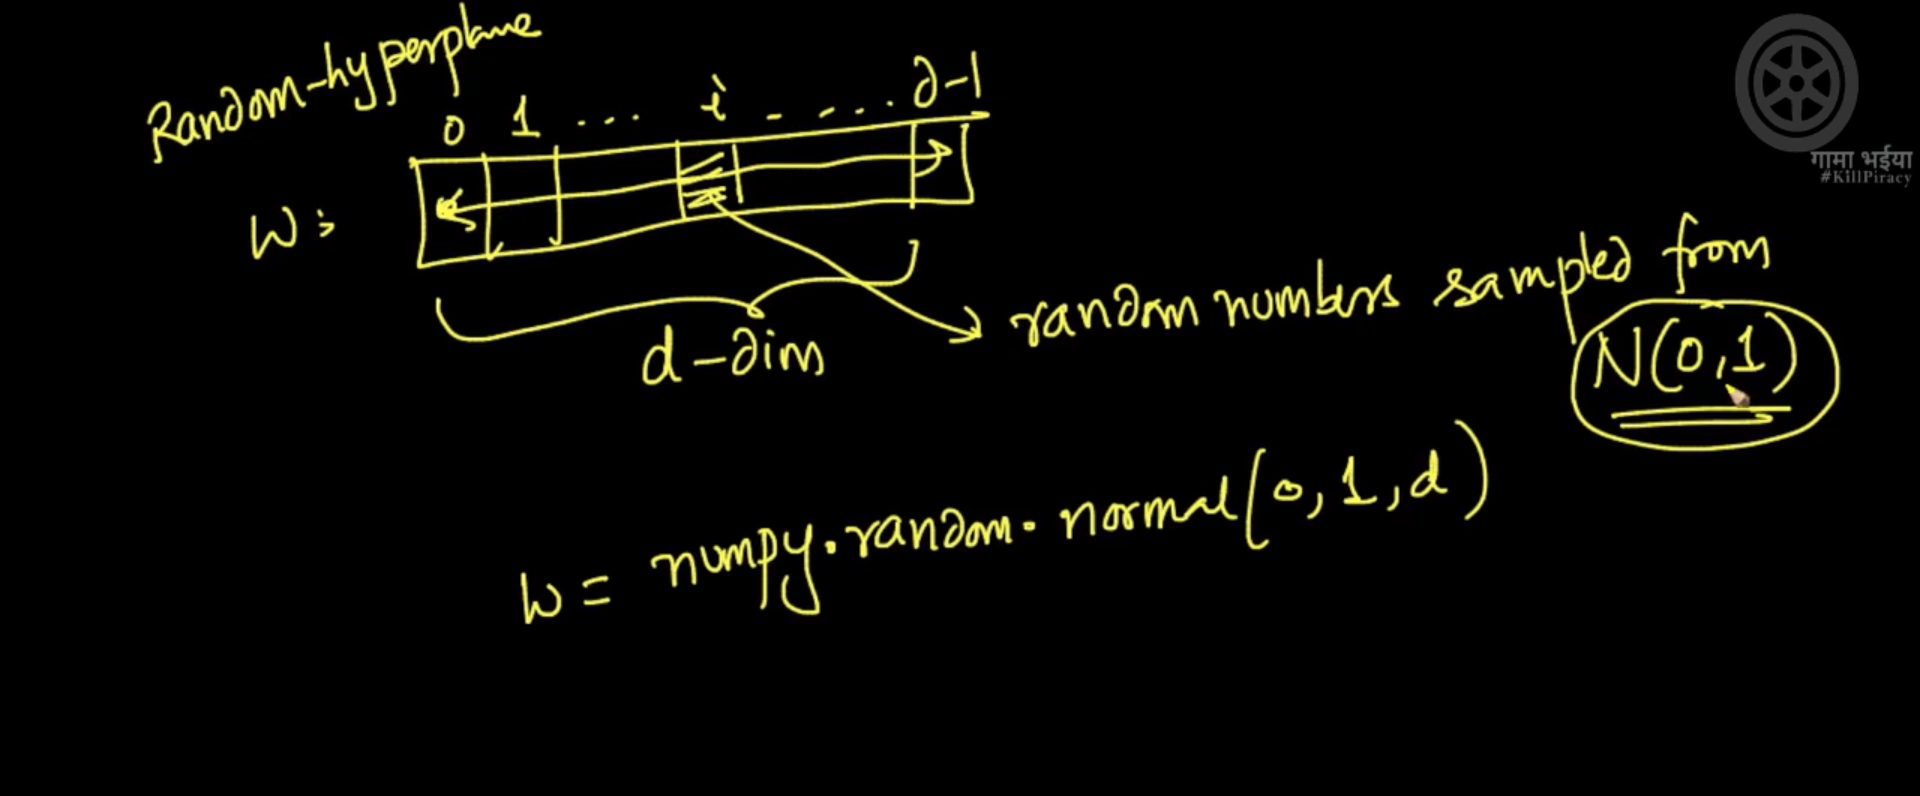 Random-hyperplane
0 1 ... i - - ... d-1
W:
d-dim
random numbers sampled from
N(0,1)
W = numpy.random.normal(0,1,d)
गामा भईया
#KillPiracy